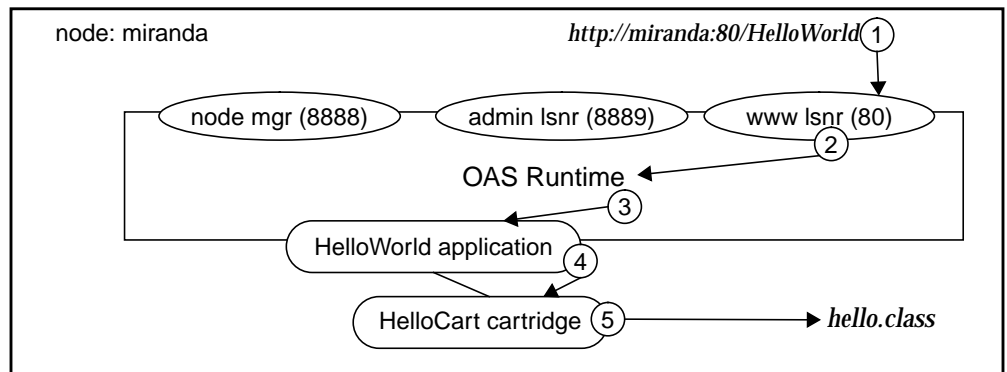 node: miranda
http://miranda:80/HelloWorld
1
node mgr (8888)
admin lsnr (8889)
www lsnr (80)
2
OAS Runtime
3
HelloWorld application
4
HelloCart cartridge
5
hello.class